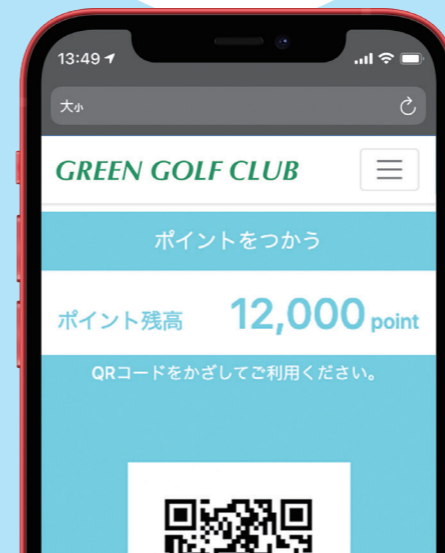 13:49
大小
GREEN GOLF CLUB
ポイントをつかう
ポイント残高 12,000 point
QRコードをかざしてご利用ください。